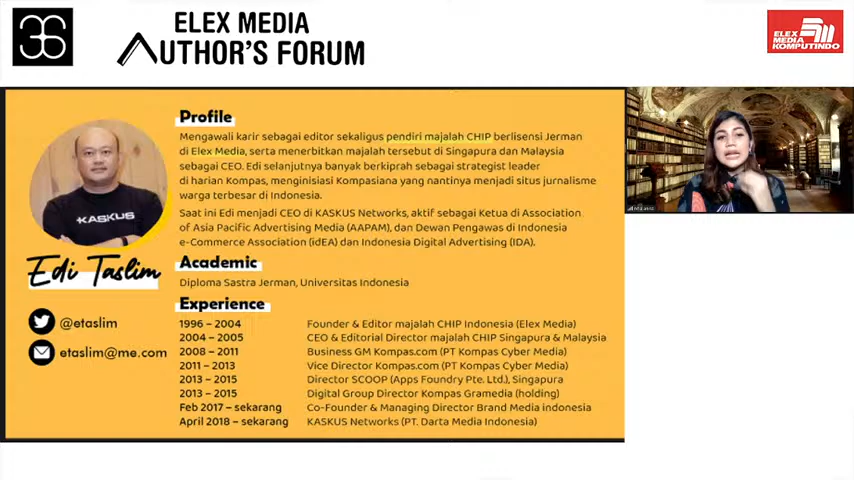 36
ELEX MEDIA
AUTHOR'S FORUM
ELEX
MEDIA
KOMPUTINDO
Profile
Mengawali karir sebagai editor sekaligus pendiri majalah CHIP berlisensi Jerman
di Elex Media, serta menerbitkan majalah tersebut di Singapura dan Malaysia
sebagai CEO. Edi selanjutnya banyak berkiprah sebagai strategist leader
di harian Kompas, menginisiasi Kompasiana yang nantinya menjadi situs jurnalisme
warga terbesar di Indonesia.
Saat ini Edi menjadi CEO di KASKUS Networks, aktif sebagai Ketua di Association
of Asia Pacific Advertising Media (AAPAM), dan Dewan Pengawas di Indonesia
e-Commerce Association (idEA) dan Indonesia Digital Advertising (IDA).
KASKUS
Edi Taslim
@etaslim
etaslim@me.com
Academic
Diploma Sastra Jerman, Universitas Indonesia
Experience
1996 – 2004 Founder & Editor majalah CHIP Indonesia (Elex Media)
2004 – 2005 CEO & Editorial Director majalah CHIP Singapura & Malaysia
2008 – 2011 Business GM Kompas.com (PT Kompas Cyber Media)
2011 – 2013 Vice Director Kompas.com (PT Kompas Cyber Media)
2013 – 2015 Director SCOOP (Apps Foundry Pte. Ltd.), Singapura
2013 – 2015 Digital Group Director Kompas Gramedia (holding)
Feb 2017 – sekarang Co-Founder & Managing Director Brand Media indonesia
April 2018 – sekarang KASKUS Networks (PT. Darta Media Indonesia)